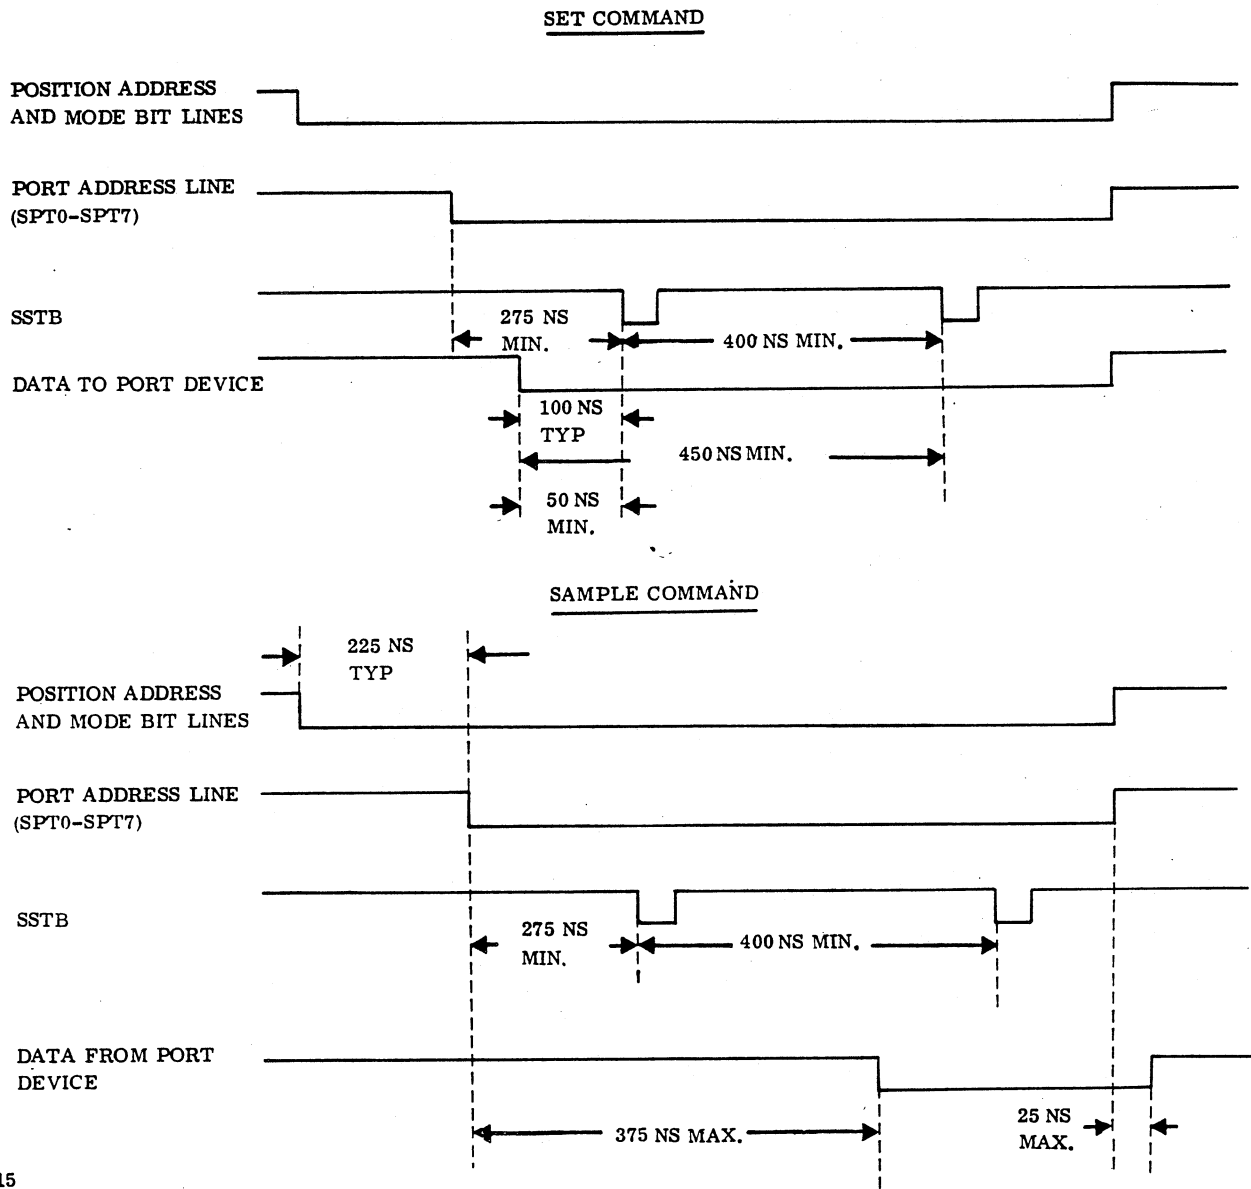 SET COMMAND
POSITION ADDRESS
AND MODE BIT LINES
PORT ADDRESS LINE
(SPT0-SPT7)
SSTB
275 NS
MIN.
400 NS MIN.
DATA TO PORT DEVICE
100 NS
TYP
450 NS MIN.
50 NS
MIN.
SAMPLE COMMAND
225 NS
TYP
POSITION ADDRESS
AND MODE BIT LINES
PORT ADDRESS LINE
(SPT0-SPT7)
SSTB
275 NS
MIN.
400 NS MIN.
DATA FROM PORT
DEVICE
375 NS MAX.
25 NS
MAX.
15